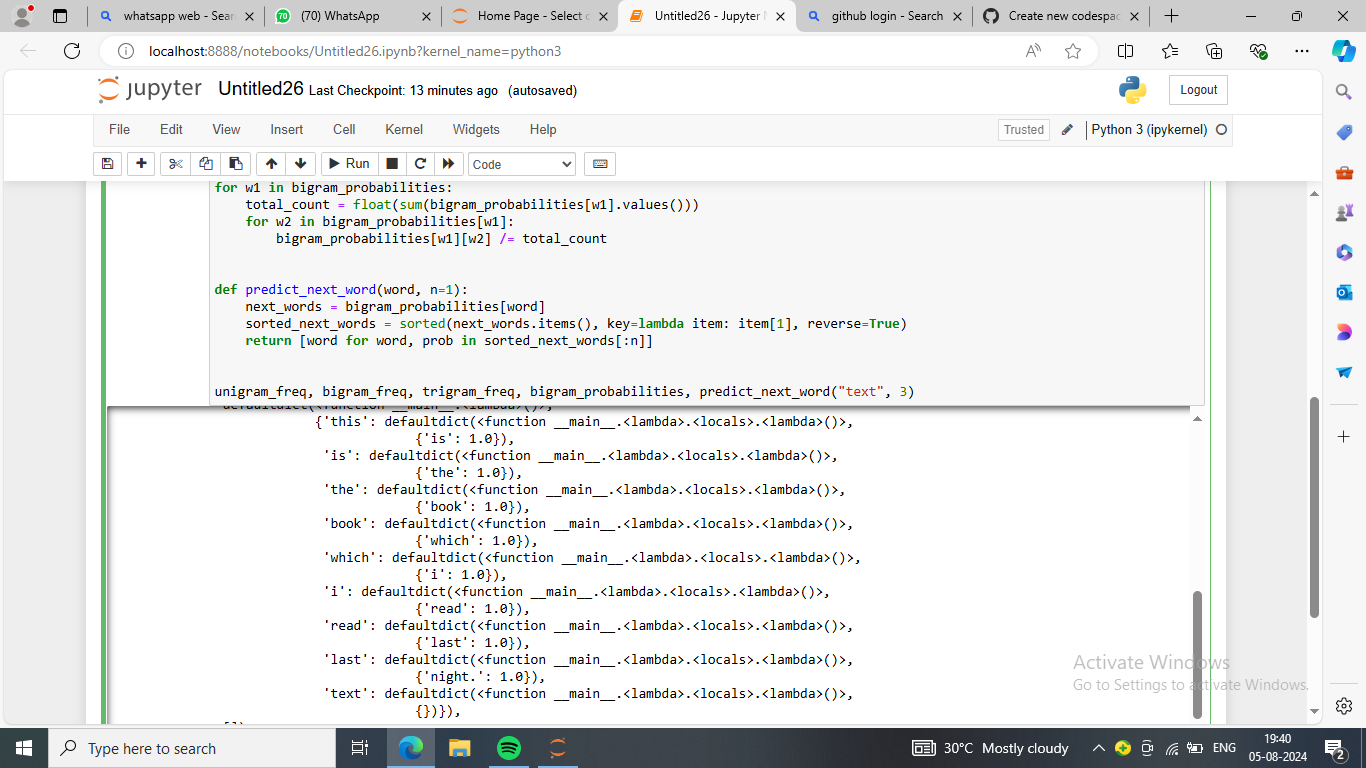 whatsapp web - Sear
(70) WhatsApp
Home Page - Select o
Untitled26 - Jupyter N
github login - Search
Create new codespac
localhost:8888/notebooks/Untitled26.ipynb?kernel_name=python3
jupyter Untitled26 Last Checkpoint: 13 minutes ago (autosaved)
Logout
File Edit View Insert Cell Kernel Widgets Help
Trusted Python 3 (ipykernel)
Run Code
for w1 in bigram_probabilities:
total_count = float(sum(bigram_probabilities[w1].values()))
for w2 in bigram_probabilities[w1]:
bigram_probabilities[w1][w2] /= total_count
def predict_next_word(word, n=1):
next_words = bigram_probabilities[word]
sorted_next_words = sorted(next_words.items(), key=lambda item: item[1], reverse=True)
return [word for word, prob in sorted_next_words[:n]]
unigram_freq, bigram_freq, trigram_freq, bigram_probabilities, predict_next_word("text", 3)
defaultdict(<function __main__.<lambda>()>,
{'this': defaultdict(<function __main__.<lambda>.<locals>.<lambda>()>,
{'is': 1.0}),
'is': defaultdict(<function __main__.<lambda>.<locals>.<lambda>()>,
{'the': 1.0}),
'the': defaultdict(<function __main__.<lambda>.<locals>.<lambda>()>,
{'book': 1.0}),
'book': defaultdict(<function __main__.<lambda>.<locals>.<lambda>()>,
{'which': 1.0}),
'which': defaultdict(<function __main__.<lambda>.<locals>.<lambda>()>,
{'i': 1.0}),
'i': defaultdict(<function __main__.<lambda>.<locals>.<lambda>()>,
{'read': 1.0}),
'read': defaultdict(<function __main__.<lambda>.<locals>.<lambda>()>,
{'last': 1.0}),
'last': defaultdict(<function __main__.<lambda>.<locals>.<lambda>()>,
{'night.': 1.0}),
'text': defaultdict(<function __main__.<lambda>.<locals>.<lambda>()>,
{})}),
Activate Windows
Go to Settings to activate Windows.
Type here to search
30°C Mostly cloudy
ENG
19:40
05-08-2024
2